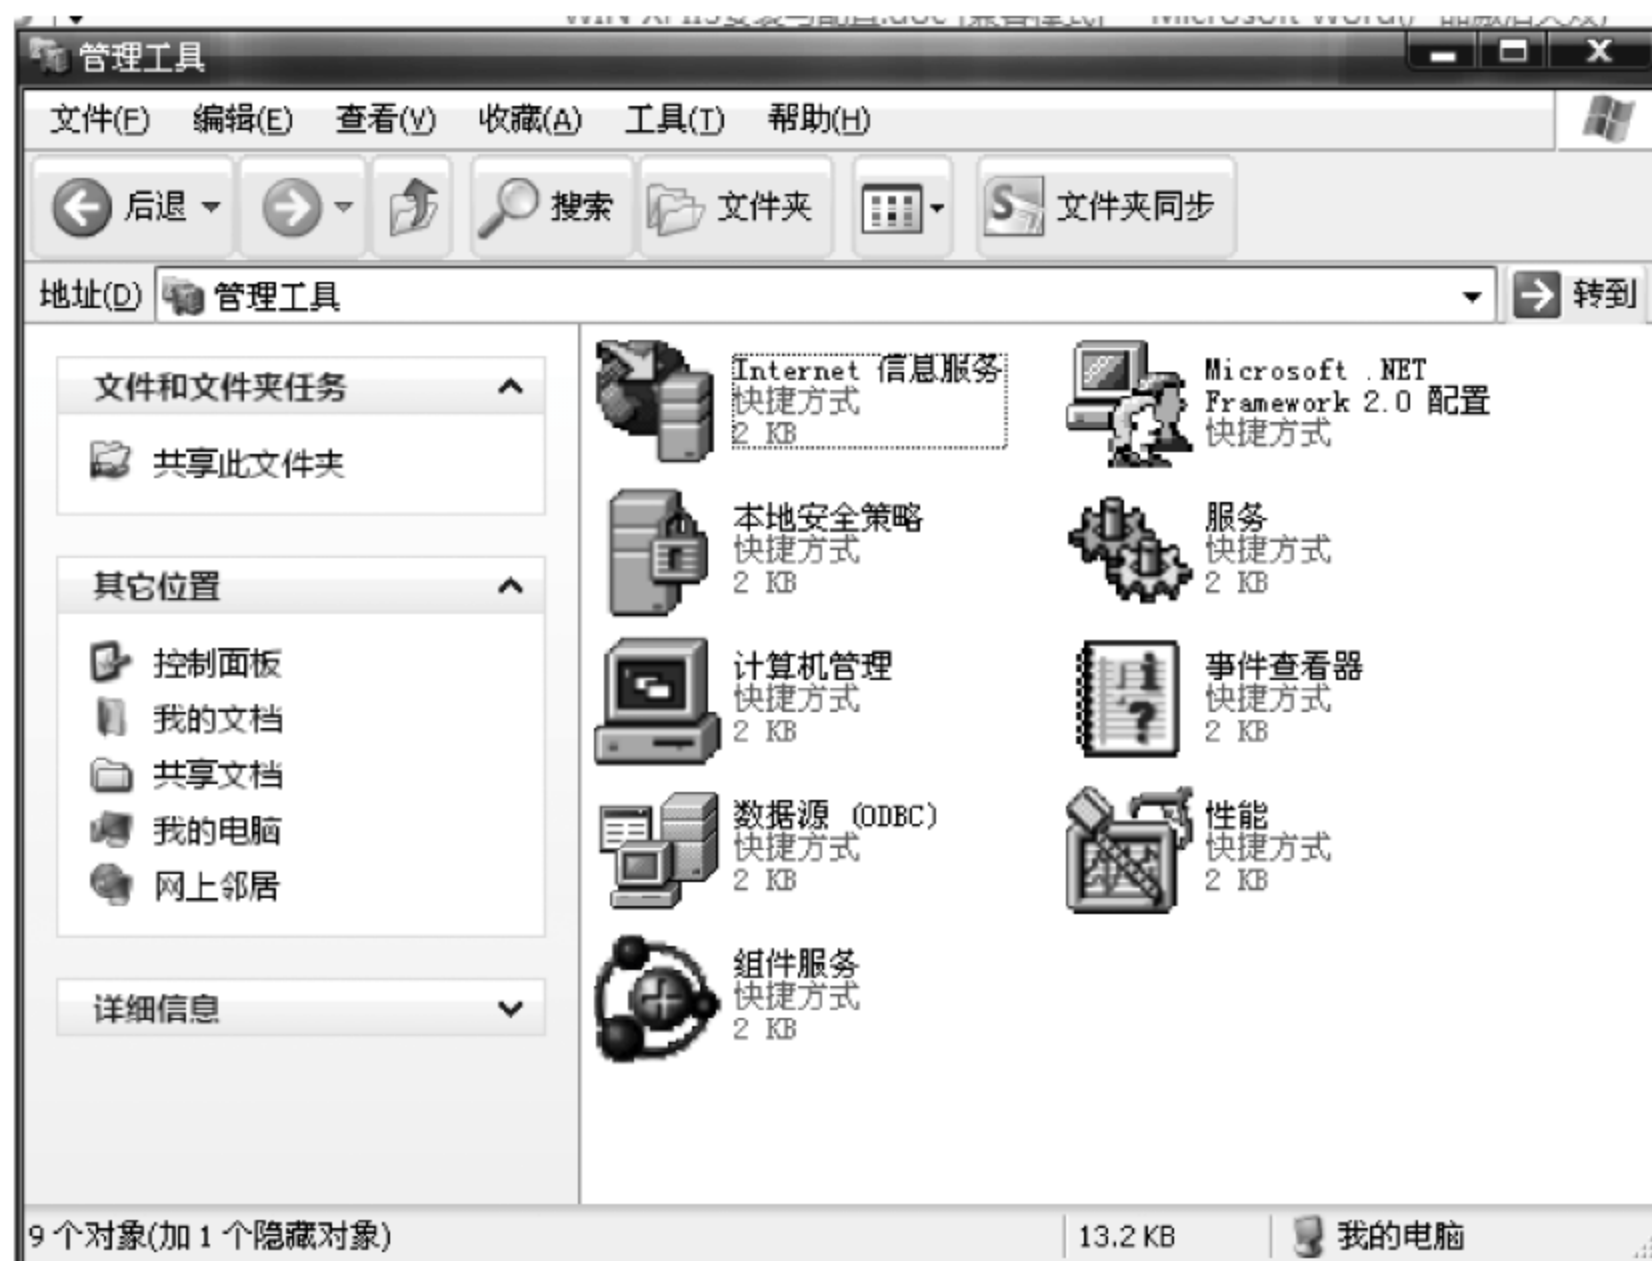 管理工具
文件(F) 编辑(E) 查看(V) 收藏(A) 工具(T) 帮助(H)
后退 搜索 文件夹 文件夹同步
地址(D) 管理工具 转到
文件和文件夹任务
共享此文件夹
其它位置
控制面板
我的文档
共享文档
我的电脑
网上邻居
详细信息
Internet 信息服务
快捷方式
2 KB
Microsoft .NET
Framework 2.0 配置
快捷方式
本地安全策略
快捷方式
2 KB
服务
快捷方式
2 KB
计算机管理
快捷方式
2 KB
事件查看器
快捷方式
2 KB
数据源 (ODBC)
快捷方式
2 KB
性能
快捷方式
2 KB
组件服务
快捷方式
2 KB
9 个对象(加 1 个隐藏对象) 13.2 KB 我的电脑